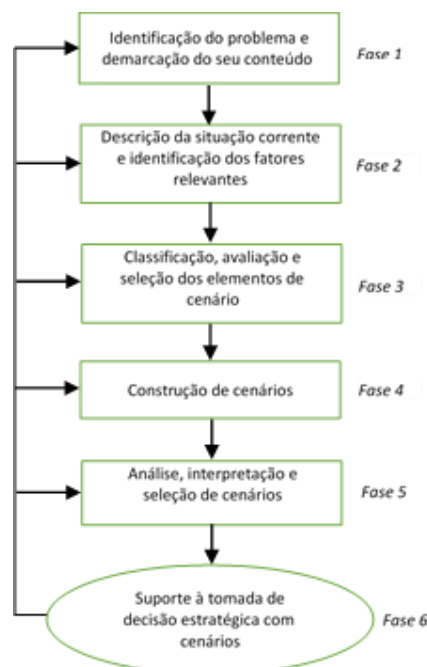 Identificação do problema e
demarcação do seu conteúdo
Fase 1
Descrição da situação corrente
e identificação dos fatores
relevantes
Fase 2
Classificação, avaliação e
seleção dos elementos de
cenário
Fase 3
Construção de cenários
Fase 4
Análise, interpretação e
seleção de cenários
Fase 5
Suporte à tomada de
decisão estratégica com
cenários
Fase 6